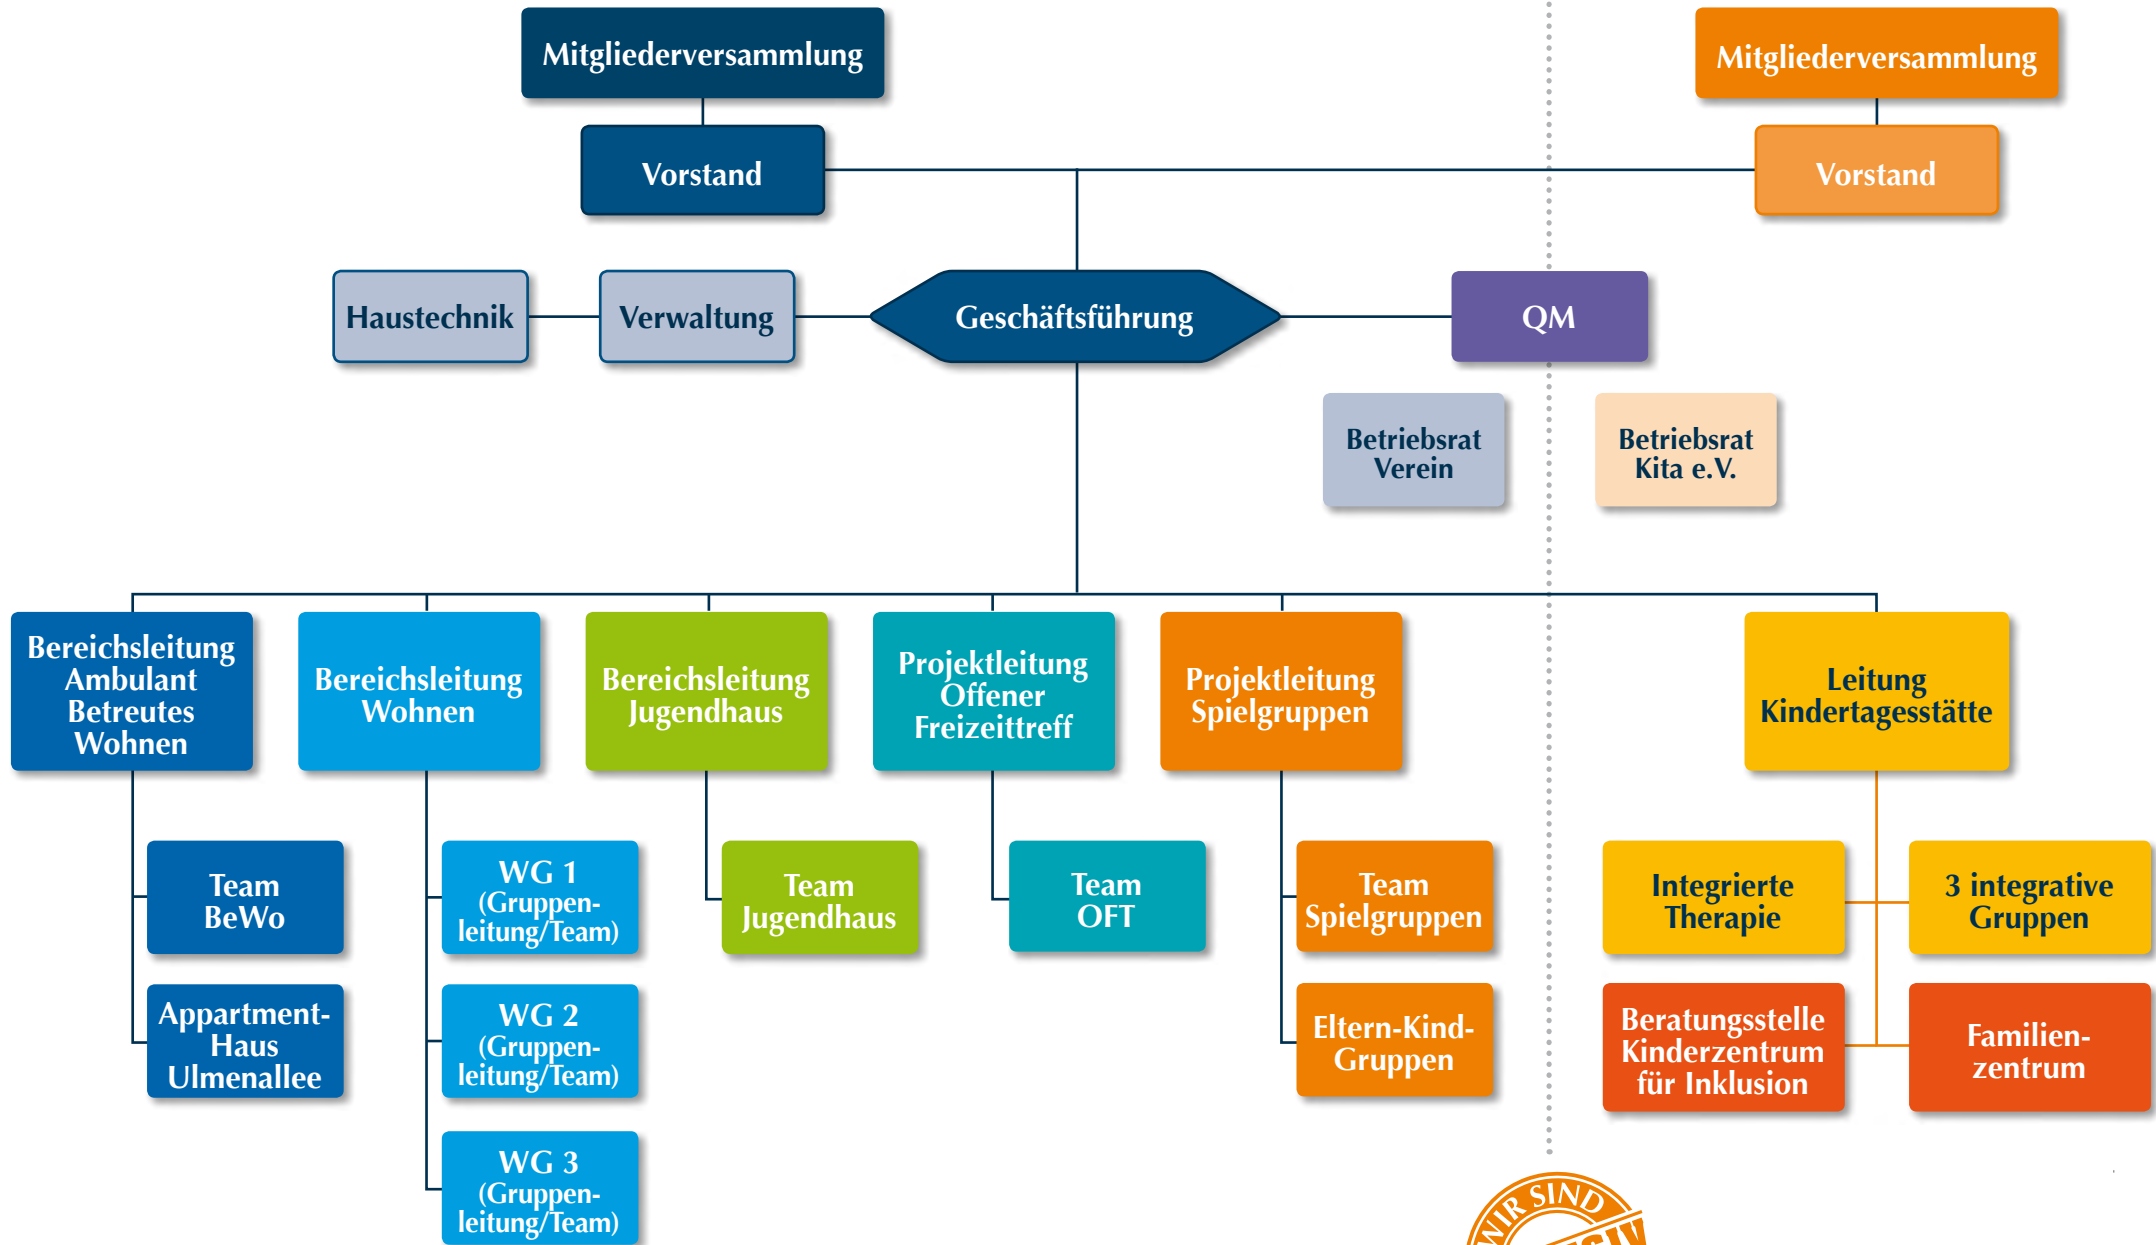 Mitgliederversammlung
Mitgliederversammlung
Vorstand
Vorstand
Haustechnik
Verwaltung
Geschäftsführung
QM
Betriebsrat
Verein
Betriebsrat
Kita e.V.
Bereichsleitung
Ambulant
Betreutes
Wohnen
Bereichsleitung
Wohnen
Bereichsleitung
Jugendhaus
Projektleitung
Offener
Freizeittreff
Projektleitung
Spielgruppen
Leitung
Kindertagesstätte
Team
BeWo
WG 1
(Gruppen-
leitung/Team)
Team
Jugendhaus
Team
OFT
Team
Spielgruppen
Integrierte
Therapie
3 integrative
Gruppen
Appartment-
Haus
Ulmenallee
WG 2
(Gruppen-
leitung/Team)
Eltern-Kind-
Gruppen
Beratungsstelle
Kinderzentrum
für Inklusion
Familien-
zentrum
WG 3
(Gruppen-
leitung/Team)
WIR SIND